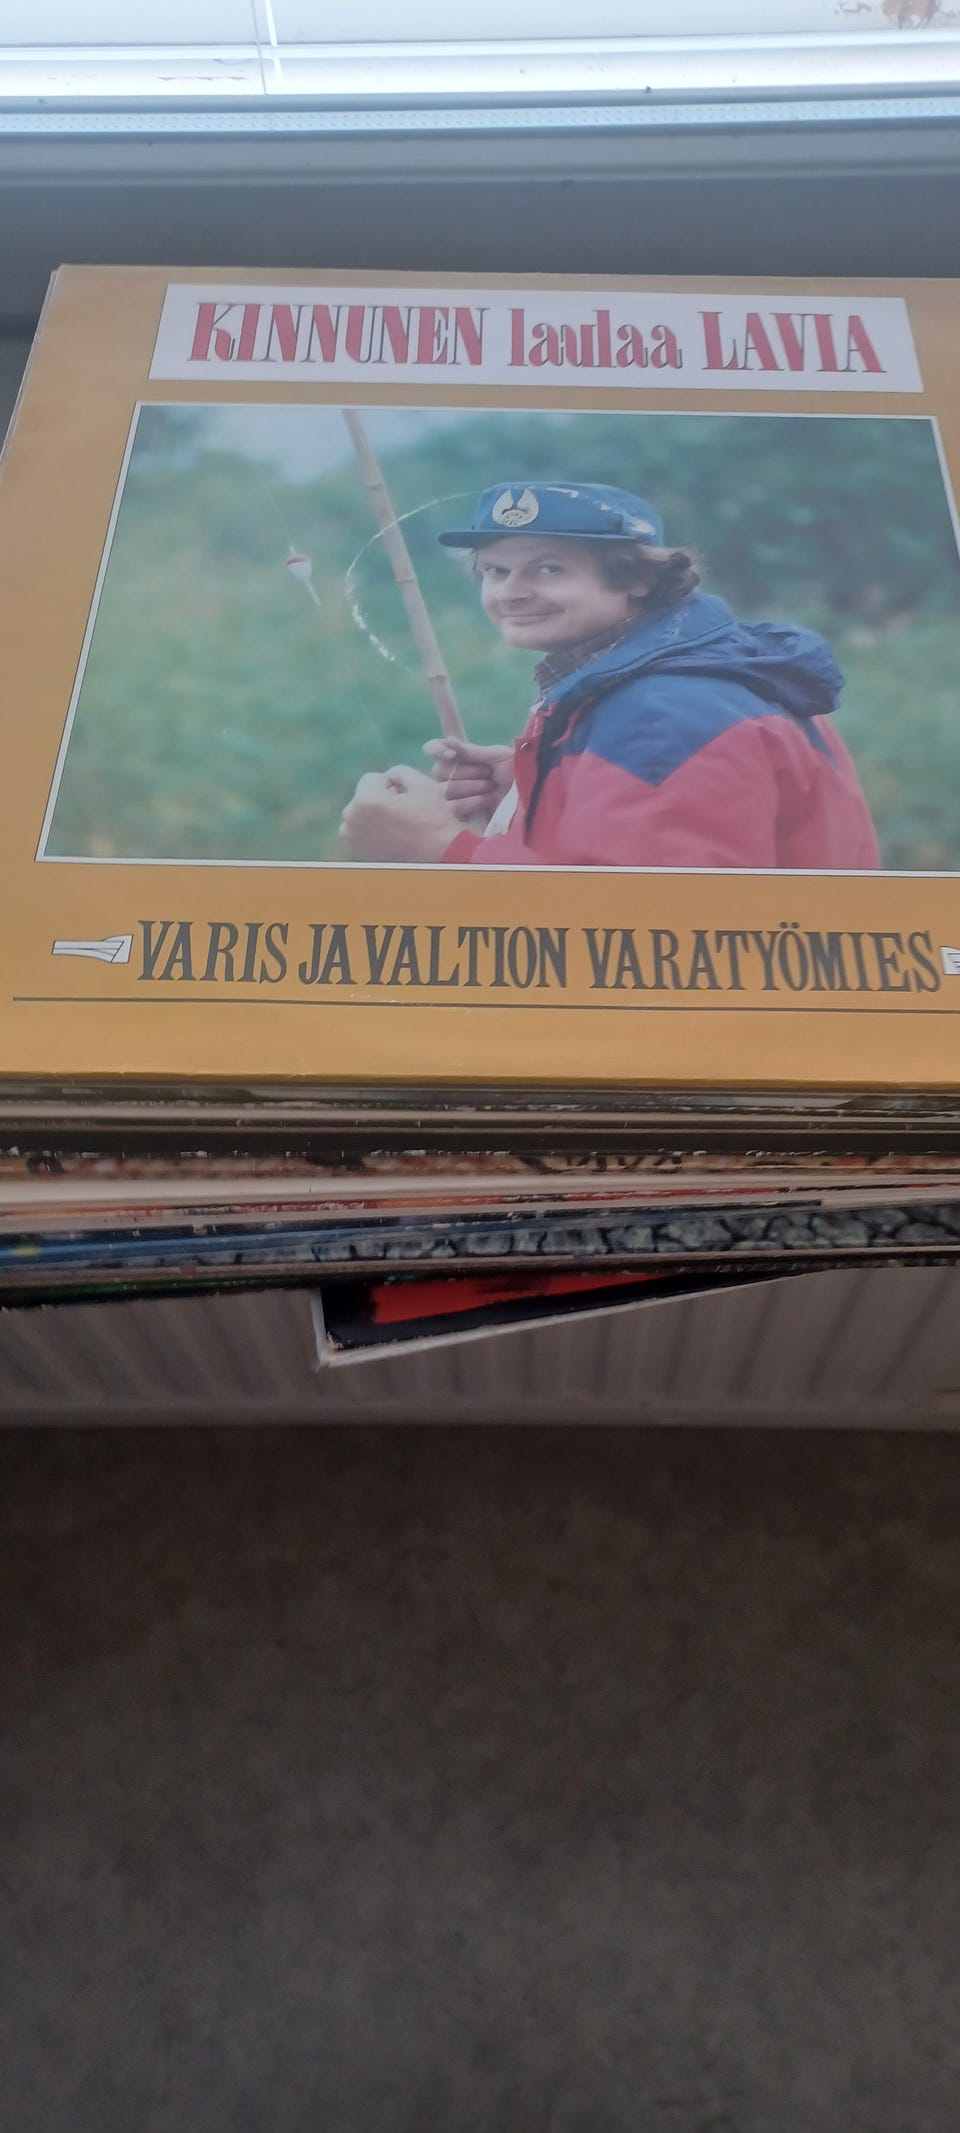 KINNUNEN laulaa LAVIA
VARIS JA VALTION VARATYÖMIES